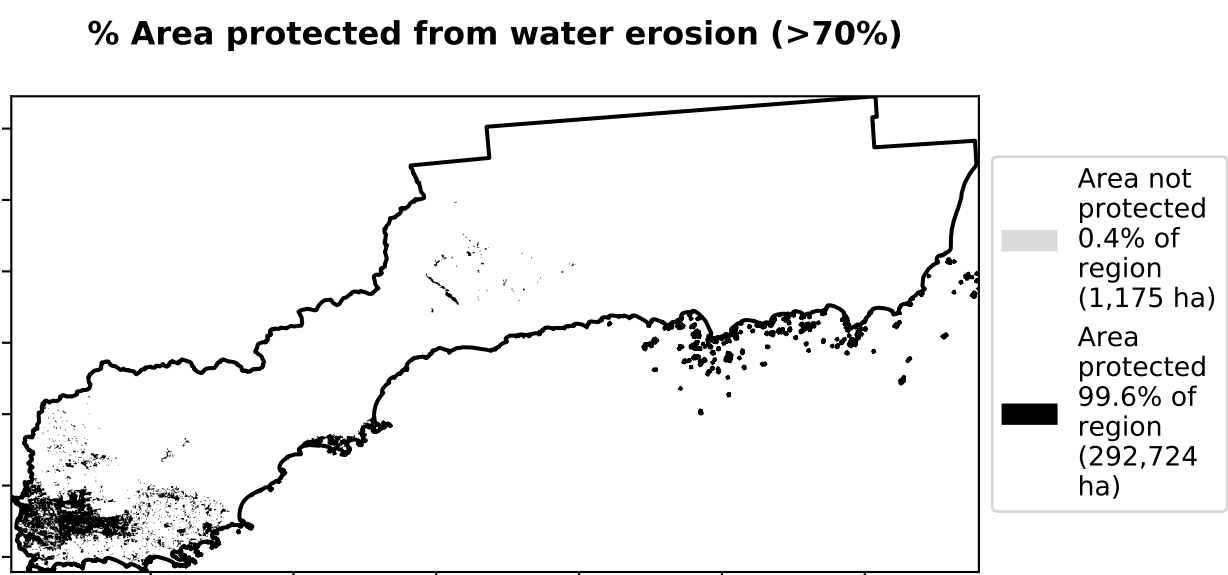 % Area protected from water erosion (>70%)
Area not
protected
0.4% of
region
(1,175 ha)
Area
protected
99.6% of
region
(292,724
ha)